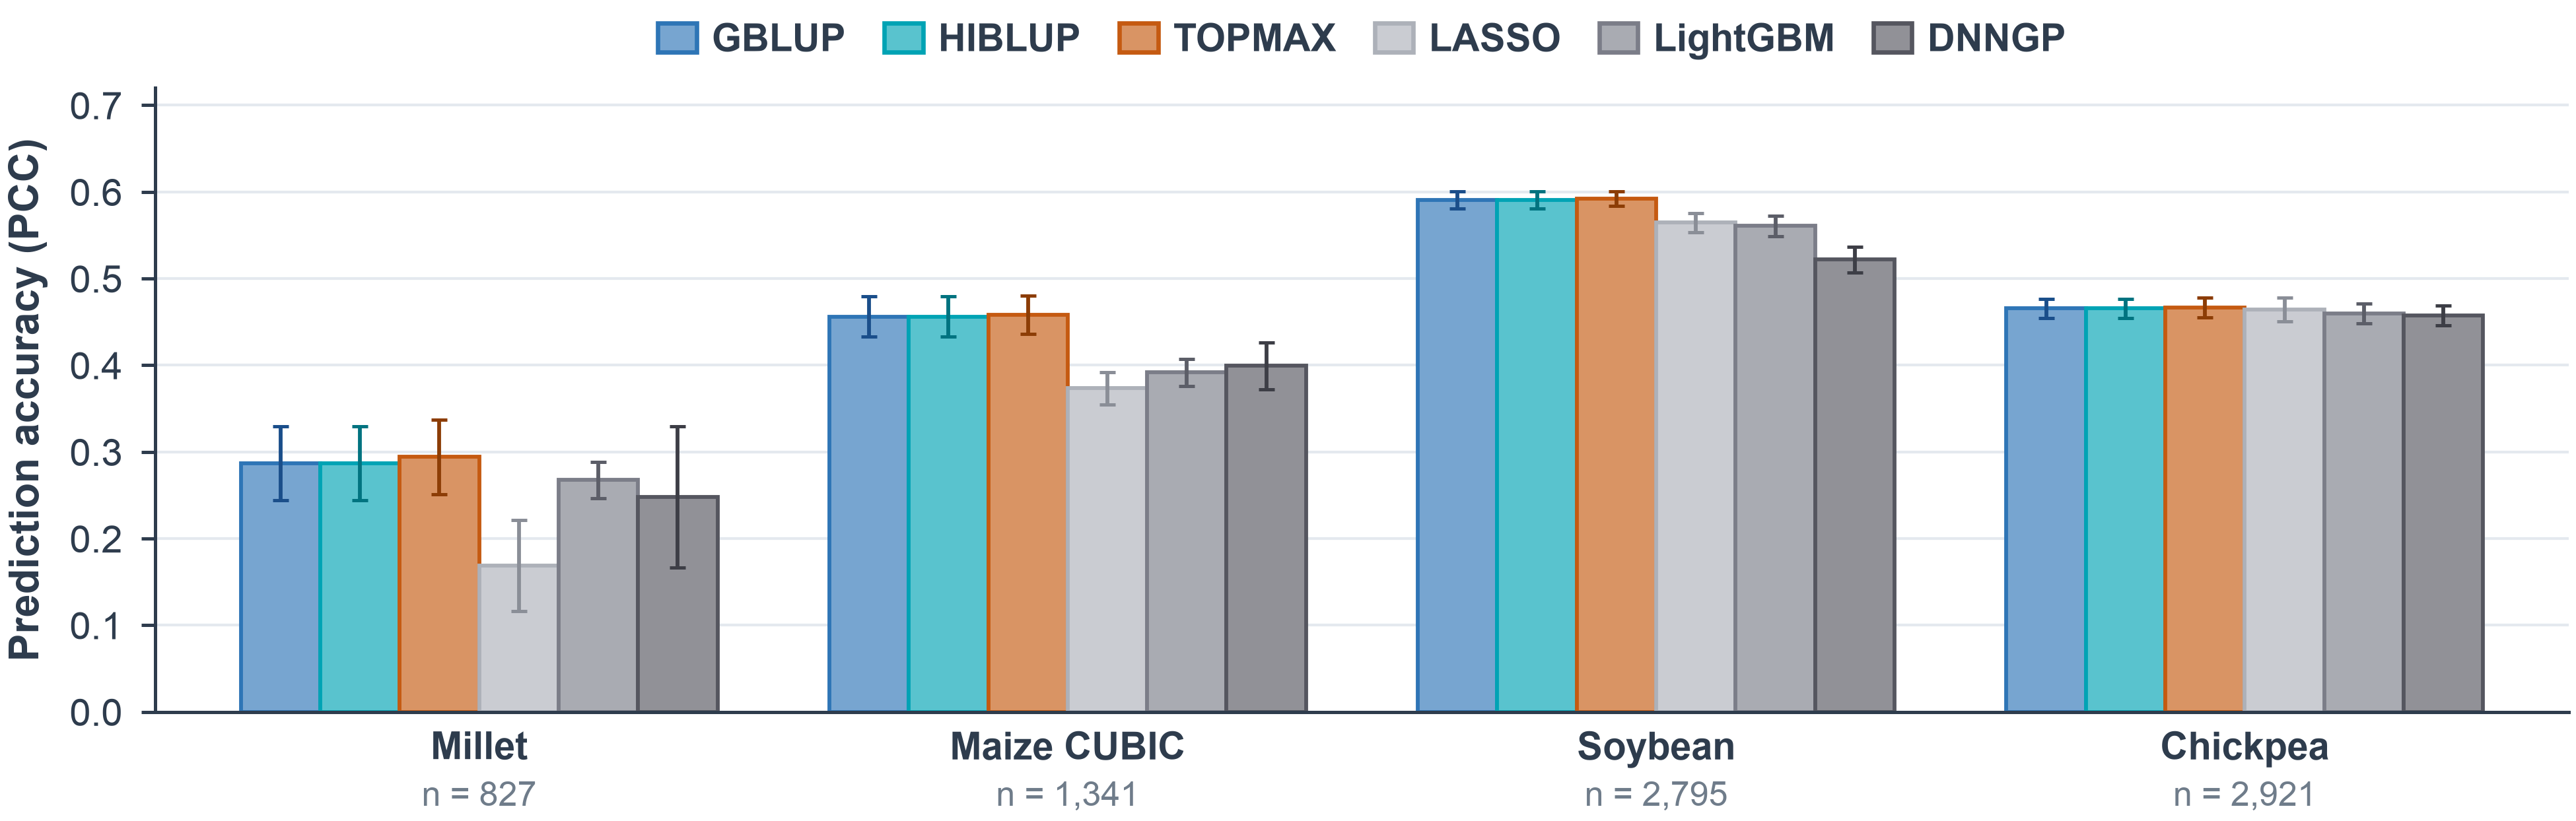 GBLUP HIBLUP TOPMAX LASSO LightGBM DNNGP
Prediction accuracy (PCC)
0.7
0.6
0.5
0.4
0.3
0.2
0.1
0.0
Millet Maize CUBIC Soybean Chickpea
n = 827 n = 1,341 n = 2,795 n = 2,921